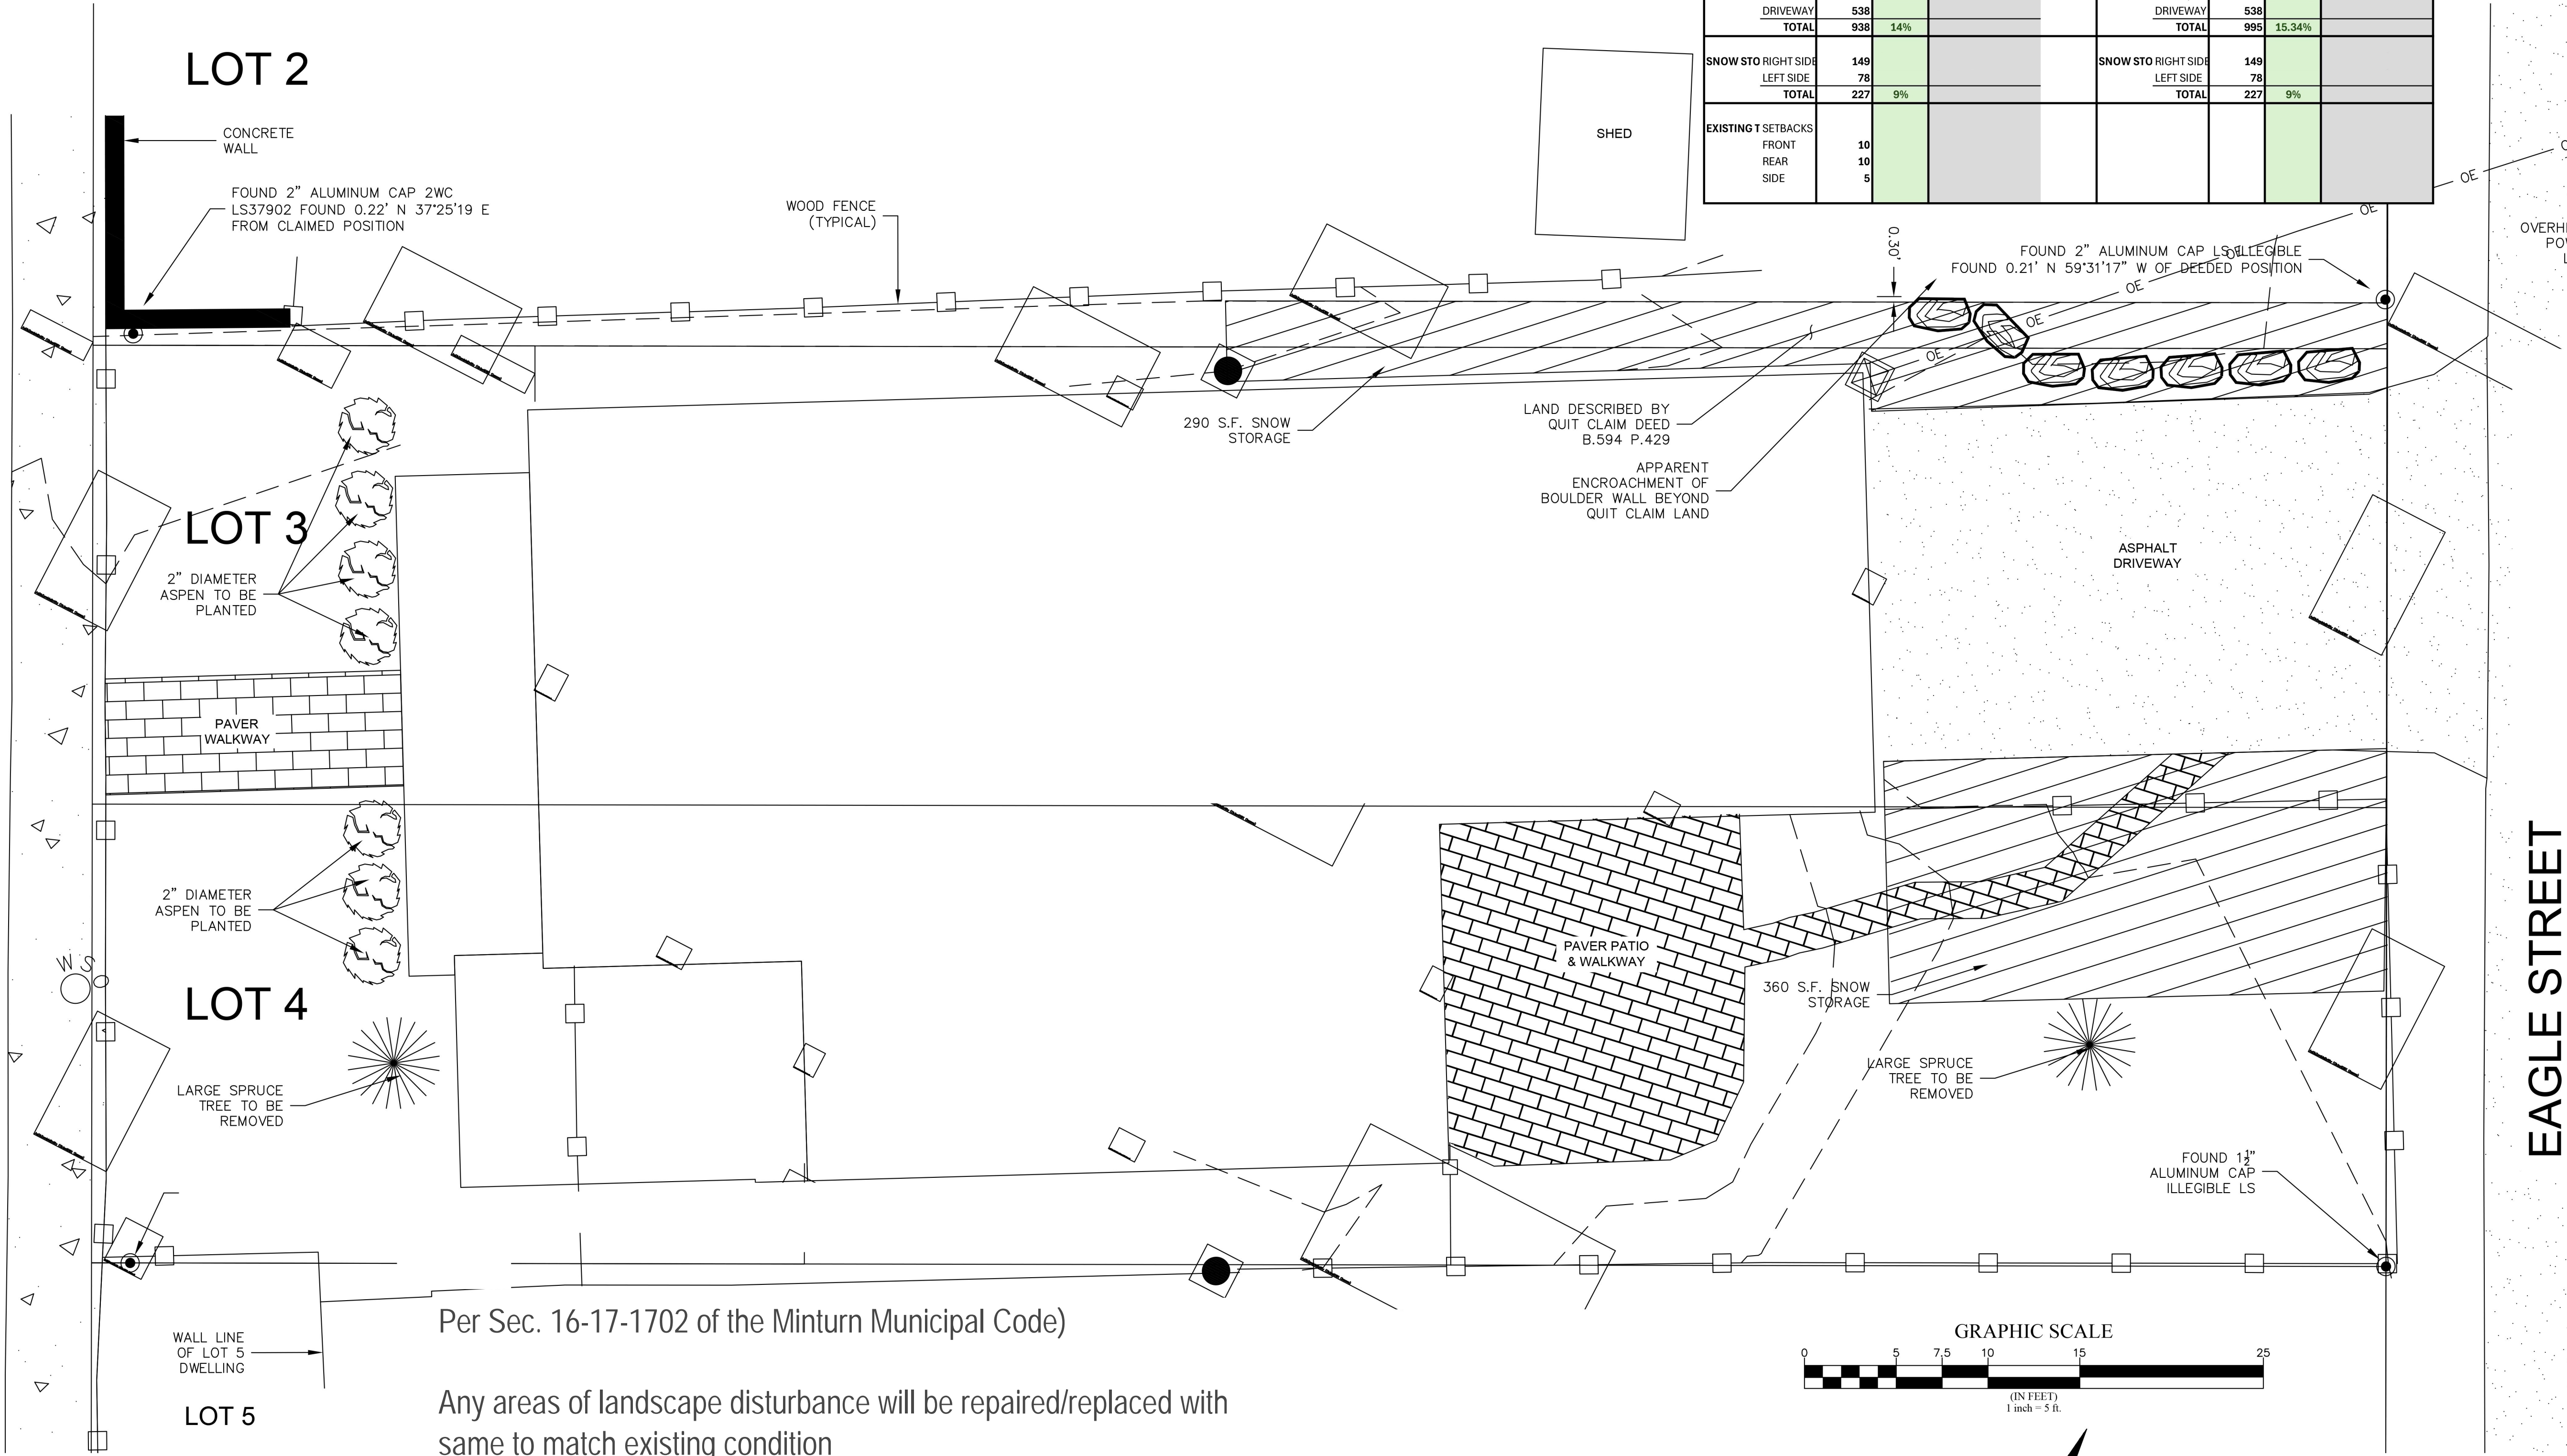 DRIVEWAY 538 DRIVEWAY 538
TOTAL 938 14% TOTAL 995 15.34%
SNOW STO RIGHT SIDE 149 SNOW STO RIGHT SIDE 149
LEFT SIDE 78 LEFT SIDE 78
TOTAL 227 9% TOTAL 227 9%
EXISTING T SETBACKS
FRONT 10
REAR 10
SIDE 5
LOT 2
CONCRETE
WALL
FOUND 2" ALUMINUM CAP 2WC
LS37902 FOUND 0.22' N 37°25'19 E
FROM CLAIMED POSITION
WOOD FENCE
(TYPICAL)
SHED
0.30'
FOUND 2" ALUMINUM CAP LS ILLEGIBLE
FOUND 0.21' N 59°31'17" W OF DEEDED POSITION
OE
OE
OE
OE
OE
OE
290 S.F. SNOW
STORAGE
LAND DESCRIBED BY
QUIT CLAIM DEED
B.594 P.429
APPARENT
ENCROACHMENT OF
BOULDER WALL BEYOND
QUIT CLAIM LAND
LOT 3
2" DIAMETER
ASPEN TO BE
PLANTED
ASPHALT
DRIVEWAY
PAVER
WALKWAY
2" DIAMETER
ASPEN TO BE
PLANTED
PAVER PATIO
& WALKWAY
360 S.F. SNOW
STORAGE
W S
LOT 4
LARGE SPRUCE
TREE TO BE
REMOVED
LARGE SPRUCE
TREE TO BE
REMOVED
EAGLE STREET
FOUND 1½"
ALUMINUM CAP
ILLEGIBLE LS
WALL LINE
OF LOT 5
DWELLING
LOT 5
Per Sec. 16-17-1702 of the Minturn Municipal Code)
Any areas of landscape disturbance will be repaired/replaced with
same to match existing condition
GRAPHIC SCALE
0 5 7.5 10 15 25
(IN FEET)
1 inch = 5 ft.